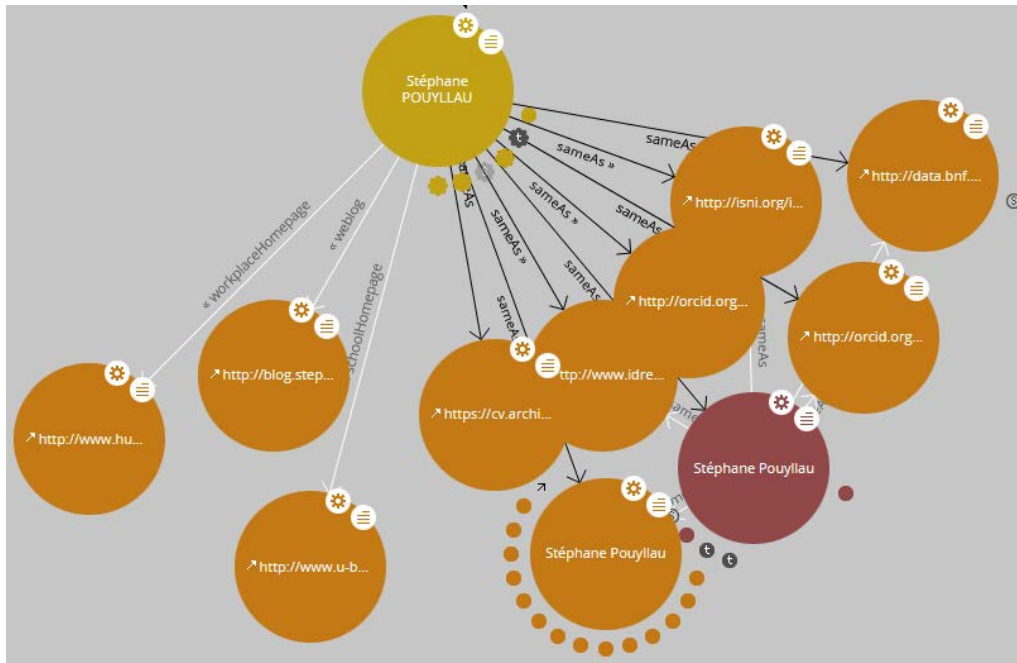 Stéphane
POUYLLAU
t
sameAs
sameAs »
sameAs »
sameAs
sameAs »
sameAs
sameAs
sameAs
« weblog
« workplaceHomepage
schoolHomepage
↗ http://data.bnf....
↗ http://isni.org/i...
↗ http://orcid.org...
↗ http://orcid.org...
sameAs
↗ http://blog.step...
ttp://www.idre...
↗ https://cv.archi...
↗ http://www.hu...
Stéphane Pouyllau
Stéphane Pouyllau
↗ http://www.u-b...
t
t